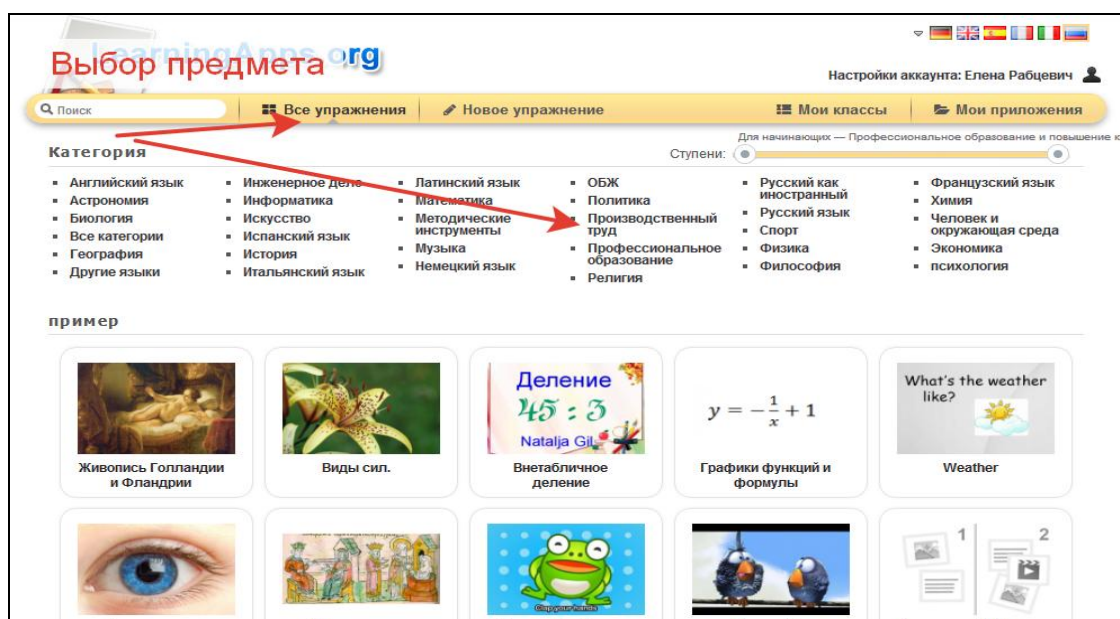 LearningApps.org
Выбор предмета
Настройки аккаунта: Елена Рабцевич
Поиск
Все упражнения
Новое упражнение
Мои классы
Мои приложения
Категория
Для начинающих — Профессиональное образование и повышение к
Ступени:
Английский язык
Астрономия
Биология
Все категории
География
Другие языки
Инженерное дело
Информатика
Искусство
Испанский язык
История
Итальянский язык
Латинский язык
Математика
Методические
инструменты
Музыка
Немецкий язык
ОБЖ
Политика
Производственный
труд
Профессиональное
образование
Религия
Русский как
иностранный
Русский язык
Спорт
Физика
Философия
Французский язык
Химия
Человек и
окружающая среда
Экономика
психология
пример
Живопись Голландии
и Фландрии
Виды сил.
Деление
45 : 3
Natalja Gil
Внетабличное
деление
y = -1/x + 1
Графики функций и
формулы
What's the weather
like?
Weather
Clap your hands
1
2